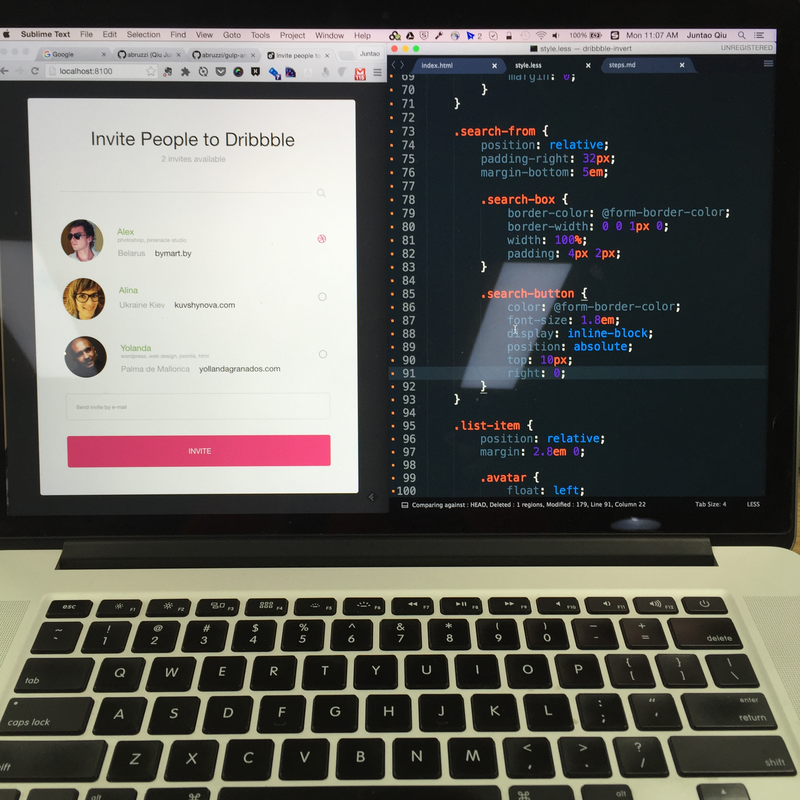 Sublime Text File Edit Selection Find View Goto Tools Project Window Help
2 100% Mon 11:07 AM Juntao Qiu
Google abruzzi (Qiu Ju abruzzi/gulp-a Invite people to Juntao
localhost:8100
style.less — dribbble-invert UNREGISTERED
index.html style.less steps.md
Invite People to Dribbble
2 invites available
Alex
photoshop, pinterace studio
Belarus bymart.by
Alina
Ukraine Kiev kuvshynova.com
Yolanda
wordpress, web design, joomla, html
Palma de Mallorca yollandagranados.com
Send invite by e-mail
INVITE
69 margin: 0;
70 }
71 }
72
73 .search-from {
74 position: relative;
75 padding-right: 32px;
76 margin-bottom: 5em;
77
78 .search-box {
79 border-color: @form-border-color;
80 border-width: 0 0 1px 0;
81 width: 100%;
82 padding: 4px 2px;
83 }
84
85 .search-button {
86 color: @form-border-color;
87 font-size: 1.8em;
88 display: inline-block;
89 position: absolute;
90 top: 10px;
91 right: 0;
92 }
93 }
94
95 .list-item {
96 position: relative;
97 margin: 2.8em 0;
98
99 .avatar {
100 float: left;
Comparing against : HEAD, Deleted : 1 regions, Modified : 179, Line 91, Column 22 Tab Size: 4 LESS
esc F1 F2 F3 F4 F5 F6 F7 F8 F9 F10 F11 F12
~ ! @ # $ % ^ & * ( ) _ +
` 1 2 3 4 5 6 7 8 9 0 - = delete
tab Q W E R T Y U I O P { [ } ] | \
caps lock A S D F G H J K L : ; " ' enter return
shift Z X C V B N M < , > . ? / shift
alt ⌘ ⌘ alt